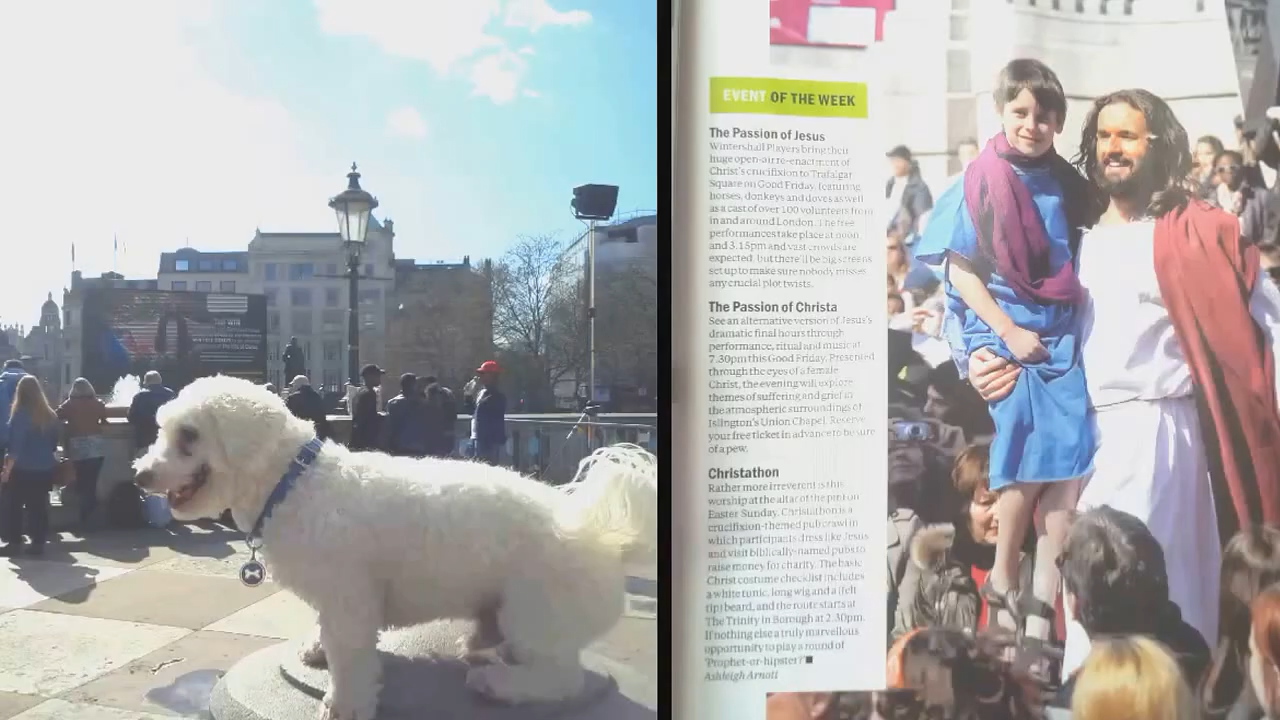 EVENT OF THE WEEK
The Passion of Jesus
Wintershall Players bring their
huge open-air re-enactment of
Christ's crucifixion to Trafalgar
Square on Good Friday, featuring
horses, donkeys and doves as well
as a cast of over 100 volunteers from
in and around London. The free
performances take place at noon
and 3.15pm and vast crowds are
expected, but there'll be big screens
set up to make sure nobody misses
any crucial plot twists.
The Passion of Christa
See an alternative version of Jesus's
dramatic final hours through
performance, ritual and music at
7.30pm this Good Friday. Presented
through the eyes of a female
Christ, the evening will explore
themes of suffering and grief in
the atmospheric surroundings of
Islington's Union Chapel. Reserve
your free ticket in advance to be sure
of a pew.
Christathon
Rather more irreverent is this
worship at the altar of the pint on
Easter Sunday. Christathon is a
crucifixion-themed pub crawl in
which participants dress like Jesus
and visit biblically-named pubs to
raise money for charity. The basic
Christ costume checklist includes
a white tunic, long wig and a (felt
tip) beard, and the route starts at
The Trinity in Borough at 2.30pm.
If nothing else a truly marvellous
opportunity to play a round of
'Prophet-or-hipster?'
Ashleigh Arnott